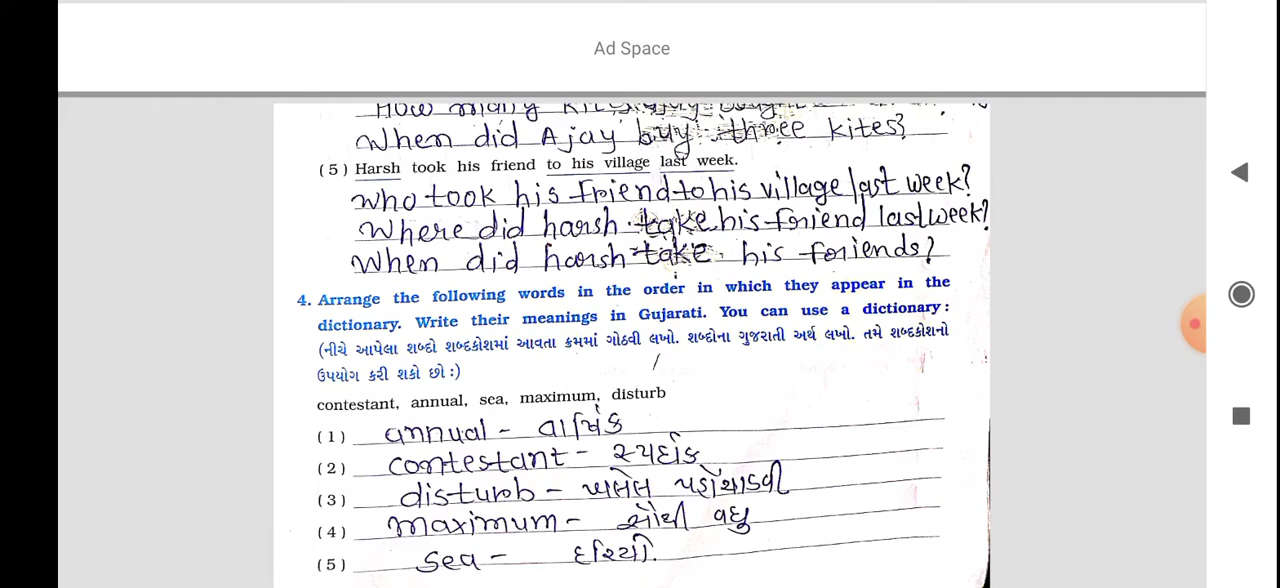 Ad Space
How many
When did Ajay buy three kites?
(5) Harsh took his friend to his village last week.
who took his friend to his village last week?
Where did harsh take his friend last week?
When did harsh take his friends?
4. Arrange the following words in the order in which they appear in the
dictionary. Write their meanings in Gujarati. You can use a dictionary:
(નીચે આપેલા શબ્દો શબ્દકોશમાં આવતા ક્રમમાં ગોઠવી લખો. શબ્દોના ગુજરાતી અર્થ લખો. તમે શબ્દકોશનો
ઉપયોગ કરી શકો છો:)
contestant, annual, sea, maximum, disturb
(1) annual - વાર્ષિક
(2) contestant - સ્પર્ધક
(3) disturb - ખલેલ પહોંચાડવી
(4) maximum - સૌથી વધુ
(5) sea - દરિયો